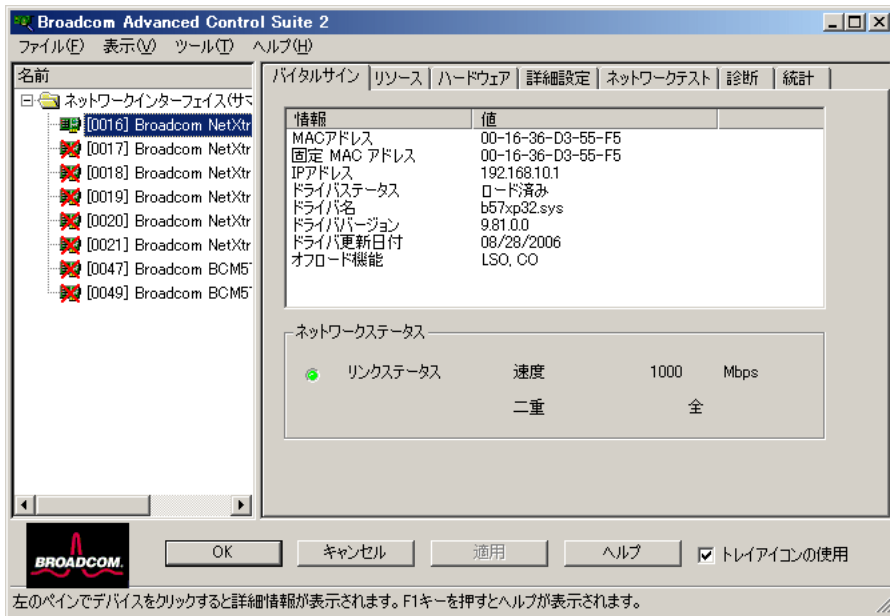 Broadcom Advanced Control Suite 2
ファイル(F) 表示(V) ツール(T) ヘルプ(H)
名前
ネットワークインターフェイス(サマ
[0016] Broadcom NetXtr
[0017] Broadcom NetXtr
[0018] Broadcom NetXtr
[0019] Broadcom NetXtr
[0020] Broadcom NetXtr
[0021] Broadcom NetXtr
[0047] Broadcom BCM57
[0049] Broadcom BCM57
バイタルサイン リソース ハードウェア 詳細設定 ネットワークテスト 診断 統計
情報 値
MACアドレス 00-16-36-D3-55-F5
固定 MAC アドレス 00-16-36-D3-55-F5
IPアドレス 192.168.10.1
ドライバステータス ロード済み
ドライバ名 b57xp32.sys
ドライババージョン 9.81.0.0
ドライバ更新日付 08/28/2006
オフロード機能 LSO, CO
ネットワークステータス
リンクステータス 速度 1000 Mbps
二重 全
BROADCOM.
OK キャンセル 適用 ヘルプ トレイアイコンの使用
左のペインでデバイスをクリックすると詳細情報が表示されます。F1キーを押すとヘルプが表示されます。